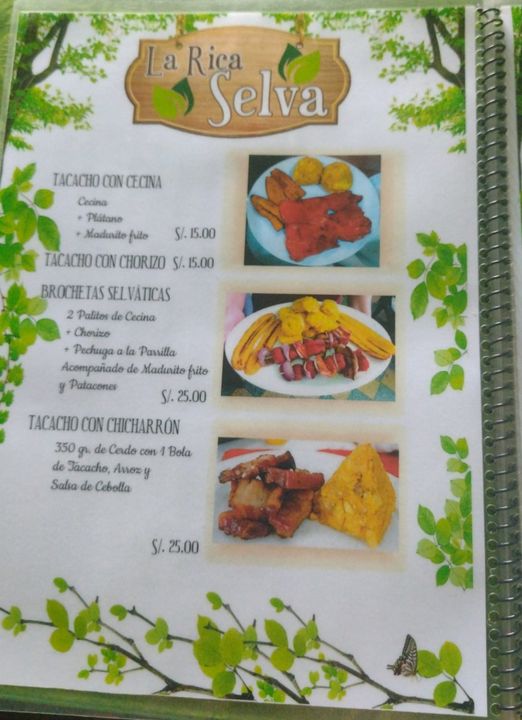 La Rica
Selva
TACACHO CON CECINA
Cecina
+ Plátano
+ Madurito frito S/. 15.00
TACACHO CON CHORIZO S/. 15.00
BROCHETAS SELVÁTICAS
2 Palitos de Cecina
+ Chorizo
+ Pechuga a la Parrilla
Acompañado de Madurito frito
y Patacones
S/. 25.00
TACACHO CON CHICHARRÓN
350 gr. de Cerdo con 1 Bola
de Tacacho, Arroz y
Salsa de Cebolla
S/. 25.00